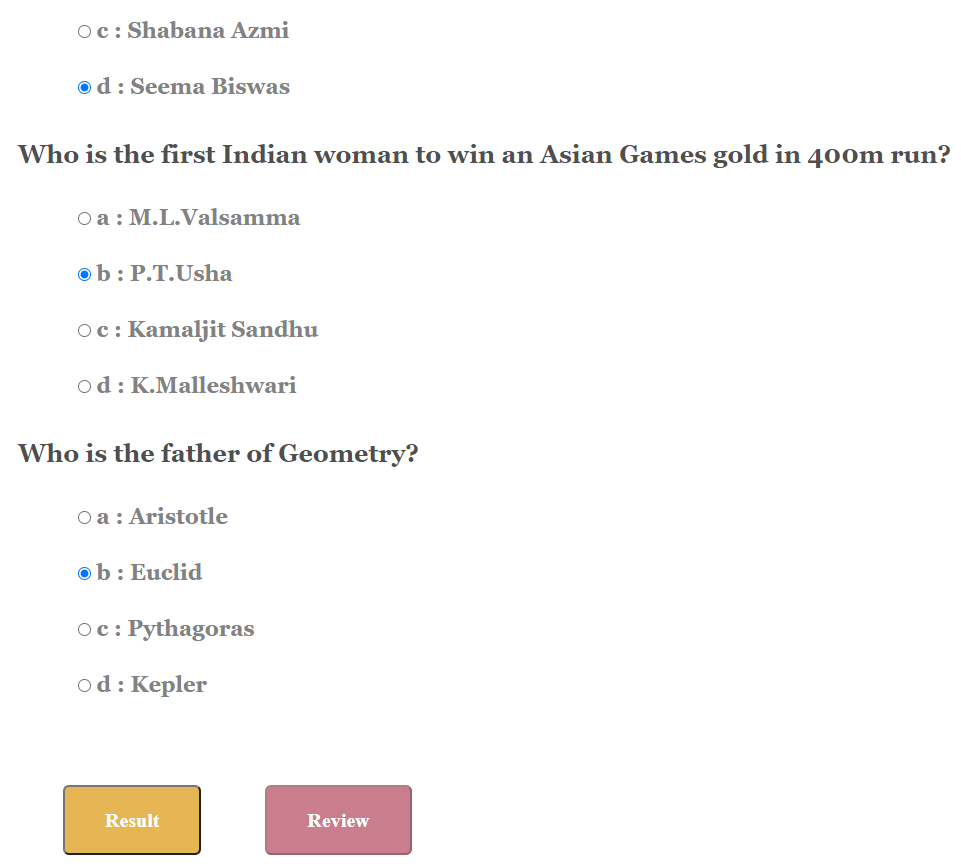 c : Shabana Azmi
d : Seema Biswas
Who is the first Indian woman to win an Asian Games gold in 400m run?
a : M.L.Valsamma
b : P.T.Usha
c : Kamaljit Sandhu
d : K.Malleshwari
Who is the father of Geometry?
a : Aristotle
b : Euclid
c : Pythagoras
d : Kepler
Result Review